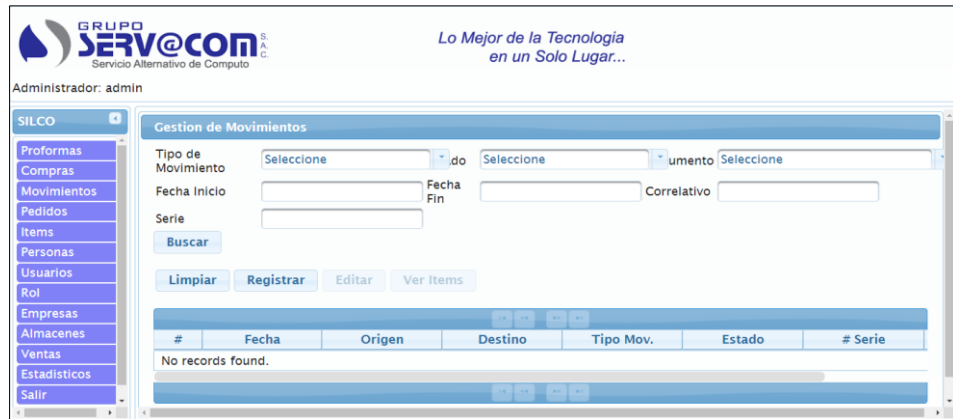 GRUPO
SERV@COM S.A.C.
Servicio Alternativo de Computo
Lo Mejor de la Tecnologia
en un Solo Lugar...
Administrador: admin
SILCO
Proformas
Compras
Movimientos
Pedidos
Items
Personas
Usuarios
Rol
Empresas
Almacenes
Ventas
Estadisticos
Salir
Gestion de Movimientos
Tipo de Movimiento Seleccione do Seleccione umento Seleccione
Fecha Inicio Fecha Fin Correlativo
Serie
Buscar
Limpiar Registrar Editar Ver Items
# Fecha Origen Destino Tipo Mov. Estado # Serie
No records found.